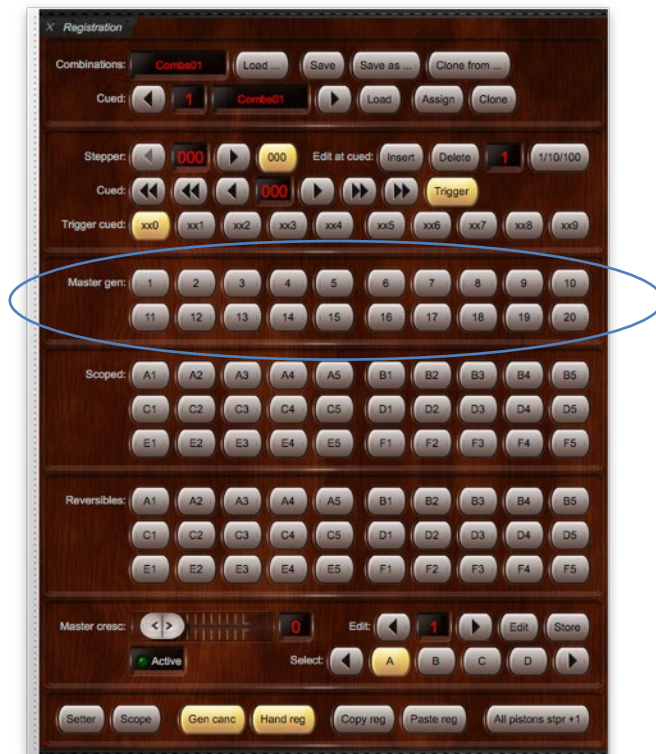 X Registration
Combinations: Combs01 Load ... Save Save as ... Clone from ...
Cued: 1 Combs01 Load Assign Clone
Stepper: 000 000 Edit at cued: Insert Delete 1 1/10/100
Cued: 000 Trigger
Trigger cued: xx0 xx1 xx2 xx3 xx4 xx5 xx6 xx7 xx8 xx9
Master gen: 1 2 3 4 5 6 7 8 9 10
11 12 13 14 15 16 17 18 19 20
Scoped: A1 A2 A3 A4 A5 B1 B2 B3 B4 B5
C1 C2 C3 C4 C5 D1 D2 D3 D4 D5
E1 E2 E3 E4 E5 F1 F2 F3 F4 F5
Reversibles: A1 A2 A3 A4 A5 B1 B2 B3 B4 B5
C1 C2 C3 C4 C5 D1 D2 D3 D4 D5
E1 E2 E3 E4 E5 F1 F2 F3 F4 F5
Master cresc: < > 0 Edit: 1 Edit Store
Active Select: A B C D
Setter Scope Gen canc Hand reg Copy reg Paste reg All pistons stpr +1